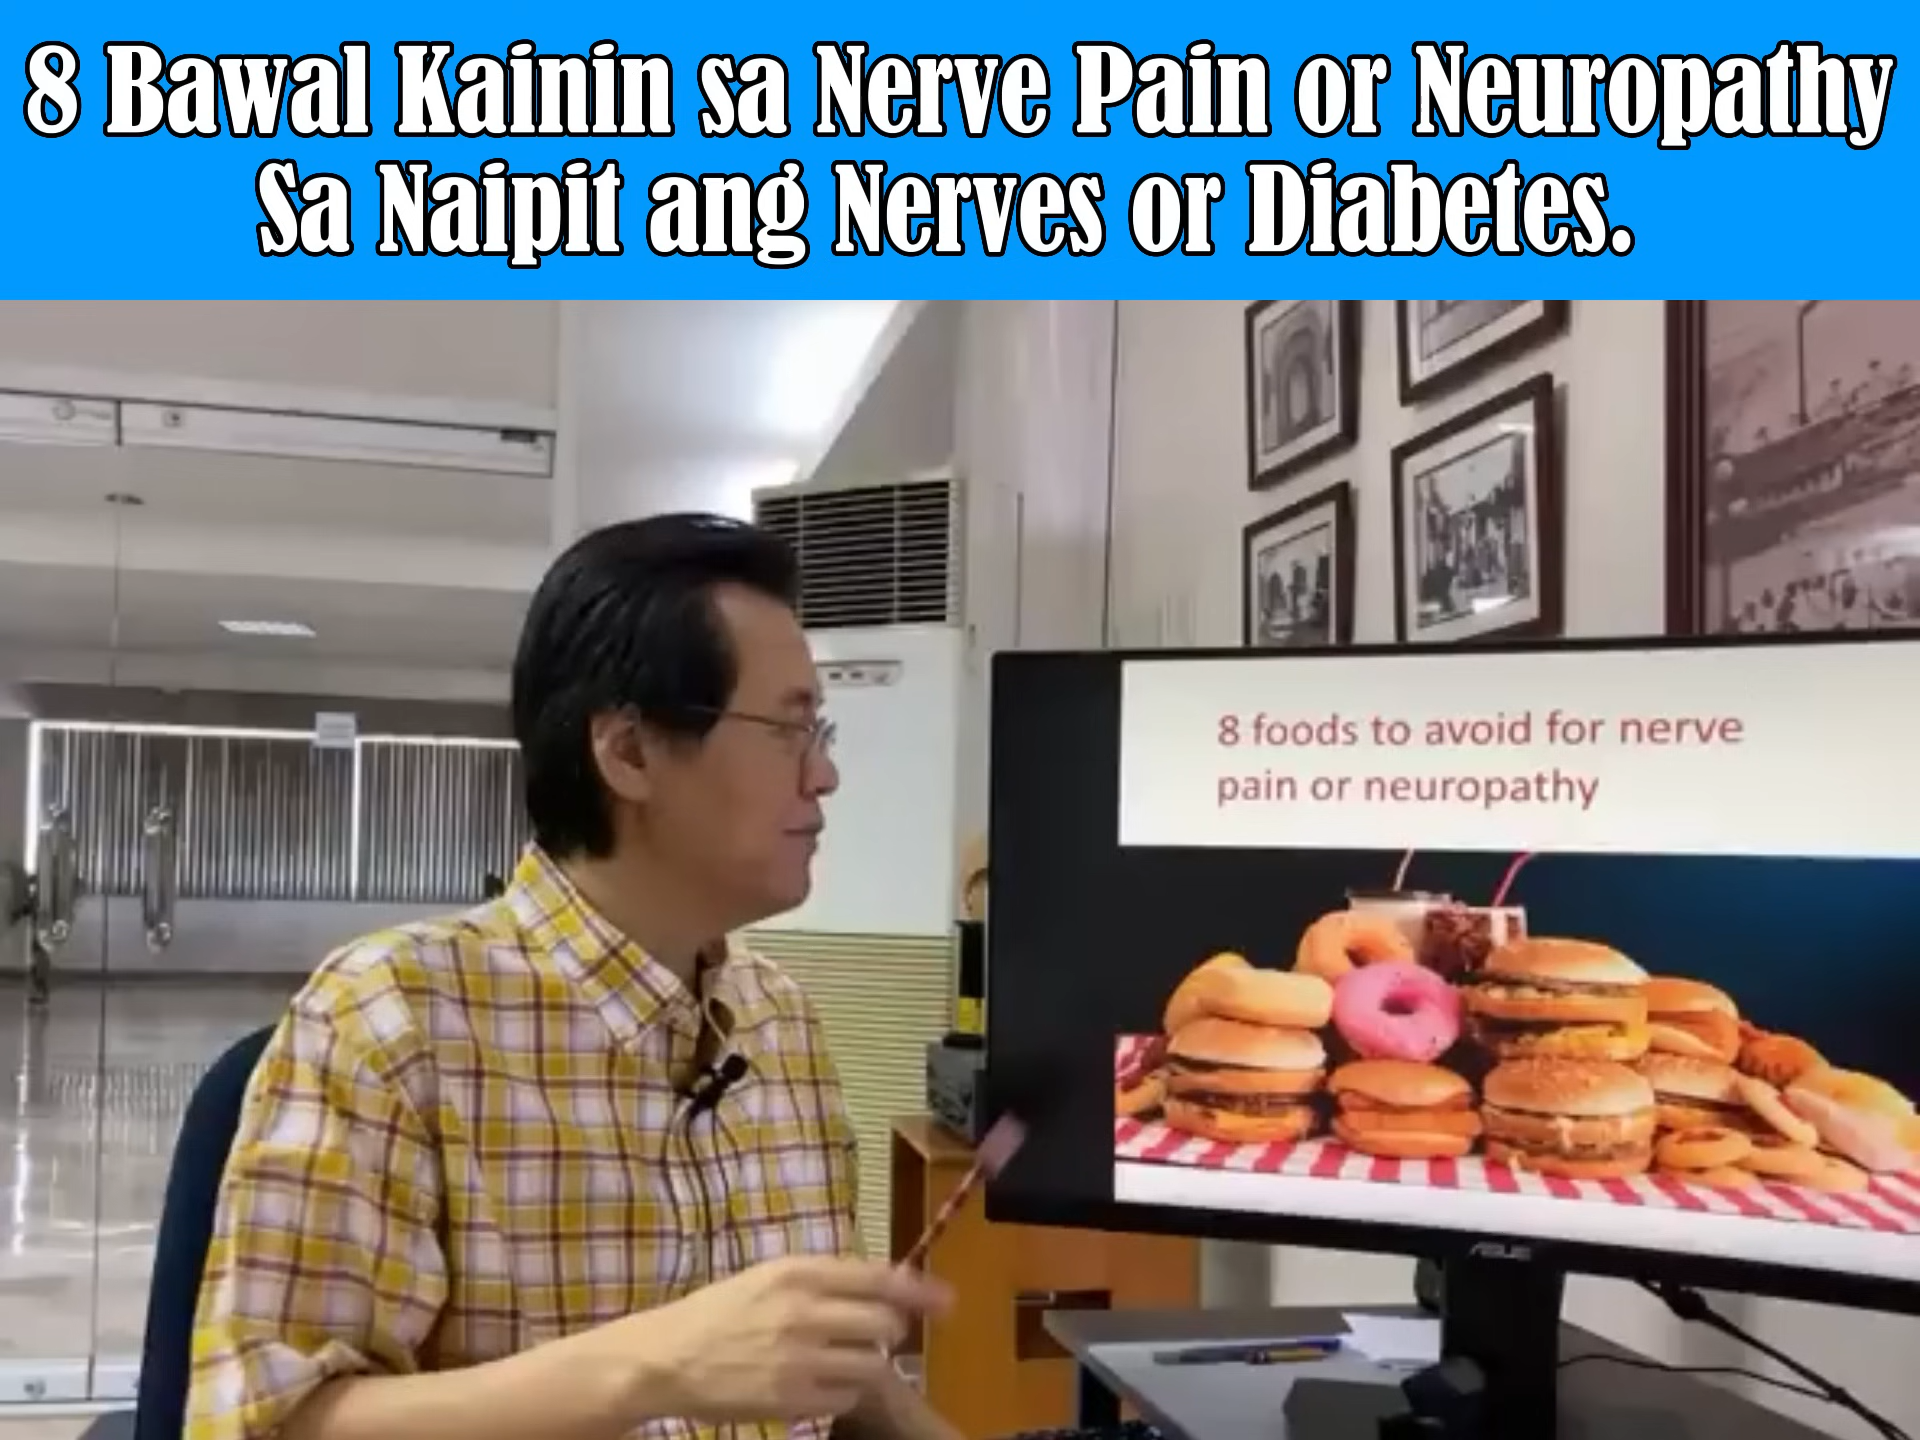 8 Bawal Kainin sa Nerve Pain or Neuropathy
Sa Naipit ang Nerves or Diabetes.
8 foods to avoid for nerve
pain or neuropathy
ASUS